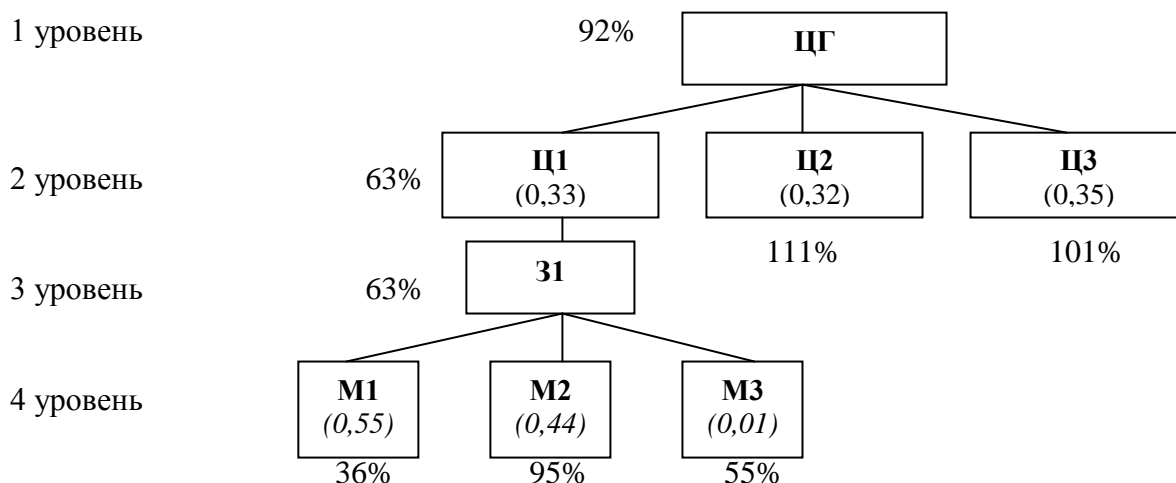 1 уровень
92%
ЦГ
2 уровень
63%
Ц1
(0,33)
Ц2
(0,32)
Ц3
(0,35)
111%
101%
3 уровень
63%
З1
4 уровень
М1
(0,55)
М2
(0,44)
М3
(0,01)
36%
95%
55%